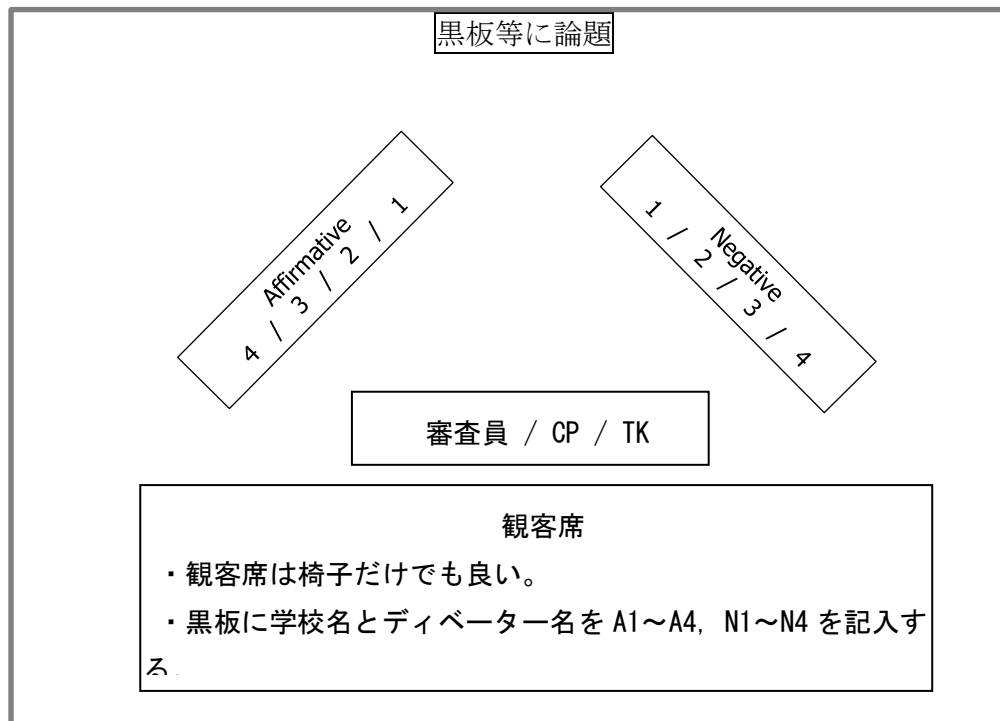 黒板等に論題
Affirmative
4 / 3 / 2 / 1
Negative
1 / 2 / 3 / 4
審査員 / CP / TK
観客席
・観客席は椅子だけでも良い。
・黒板に学校名とディベーター名を A1～A4, N1～N4 を記入す
る。